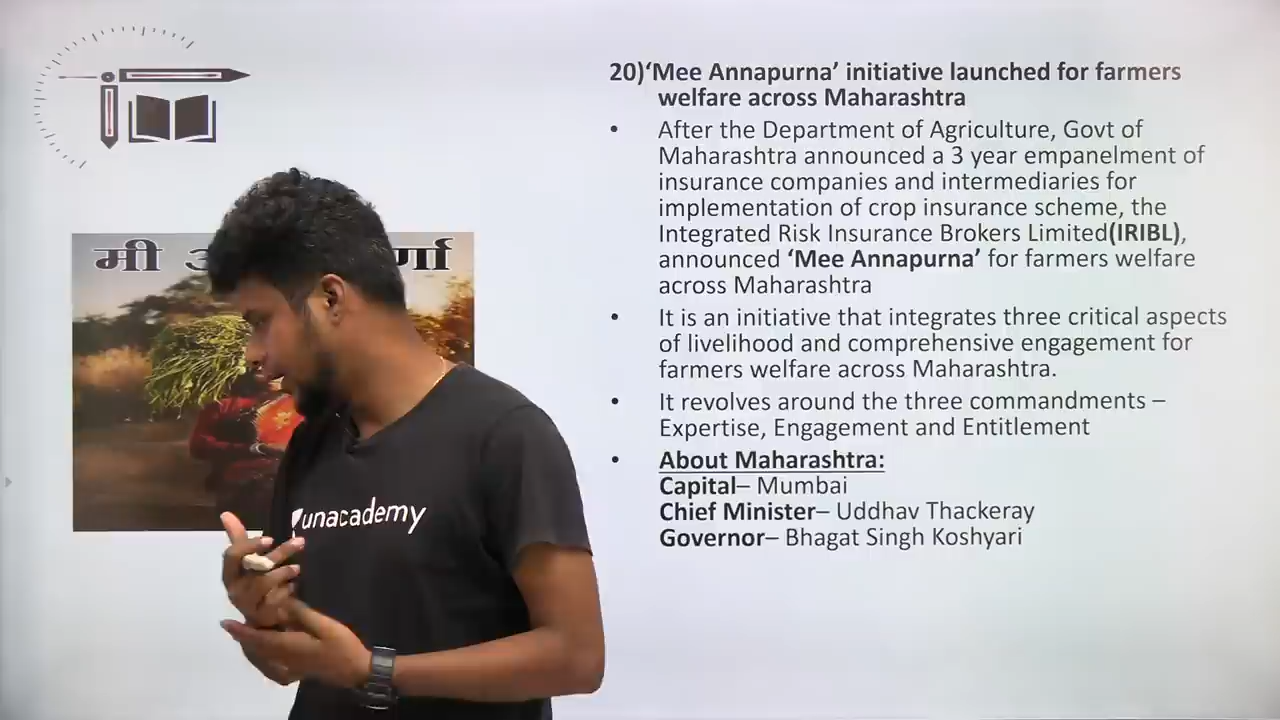 20)‘Mee Annapurna’ initiative launched for farmers
welfare across Maharashtra
• After the Department of Agriculture, Govt of
Maharashtra announced a 3 year empanelment of
insurance companies and intermediaries for
implementation of crop insurance scheme, the
Integrated Risk Insurance Brokers Limited(IRIBL),
announced ‘Mee Annapurna’ for farmers welfare
across Maharashtra
• It is an initiative that integrates three critical aspects
of livelihood and comprehensive engagement for
farmers welfare across Maharashtra.
• It revolves around the three commandments –
Expertise, Engagement and Entitlement
• About Maharashtra:
Capital– Mumbai
Chief Minister– Uddhav Thackeray
Governor– Bhagat Singh Koshyari
मी
unacademy